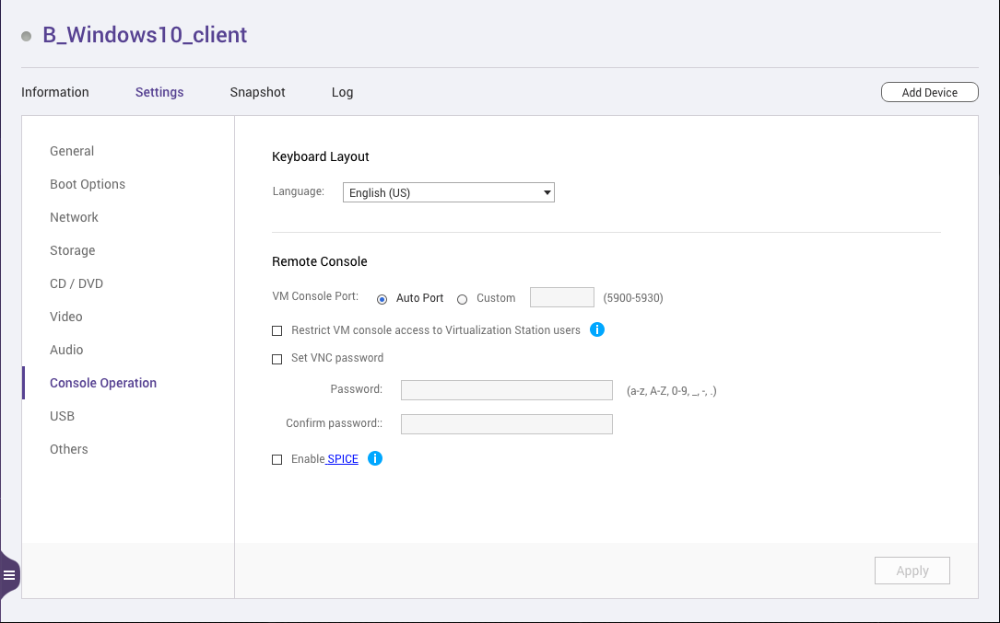 B_Windows10_client
Information Settings Snapshot Log Add Device
General
Boot Options
Network
Storage
CD / DVD
Video
Audio
Console Operation
USB
Others
Keyboard Layout
Language: English (US)
Remote Console
VM Console Port: Auto Port Custom (5900-5930)
Restrict VM console access to Virtualization Station users i
Set VNC password
Password: (a-z, A-Z, 0-9, _, -, .)
Confirm password::
Enable SPICE i
Apply